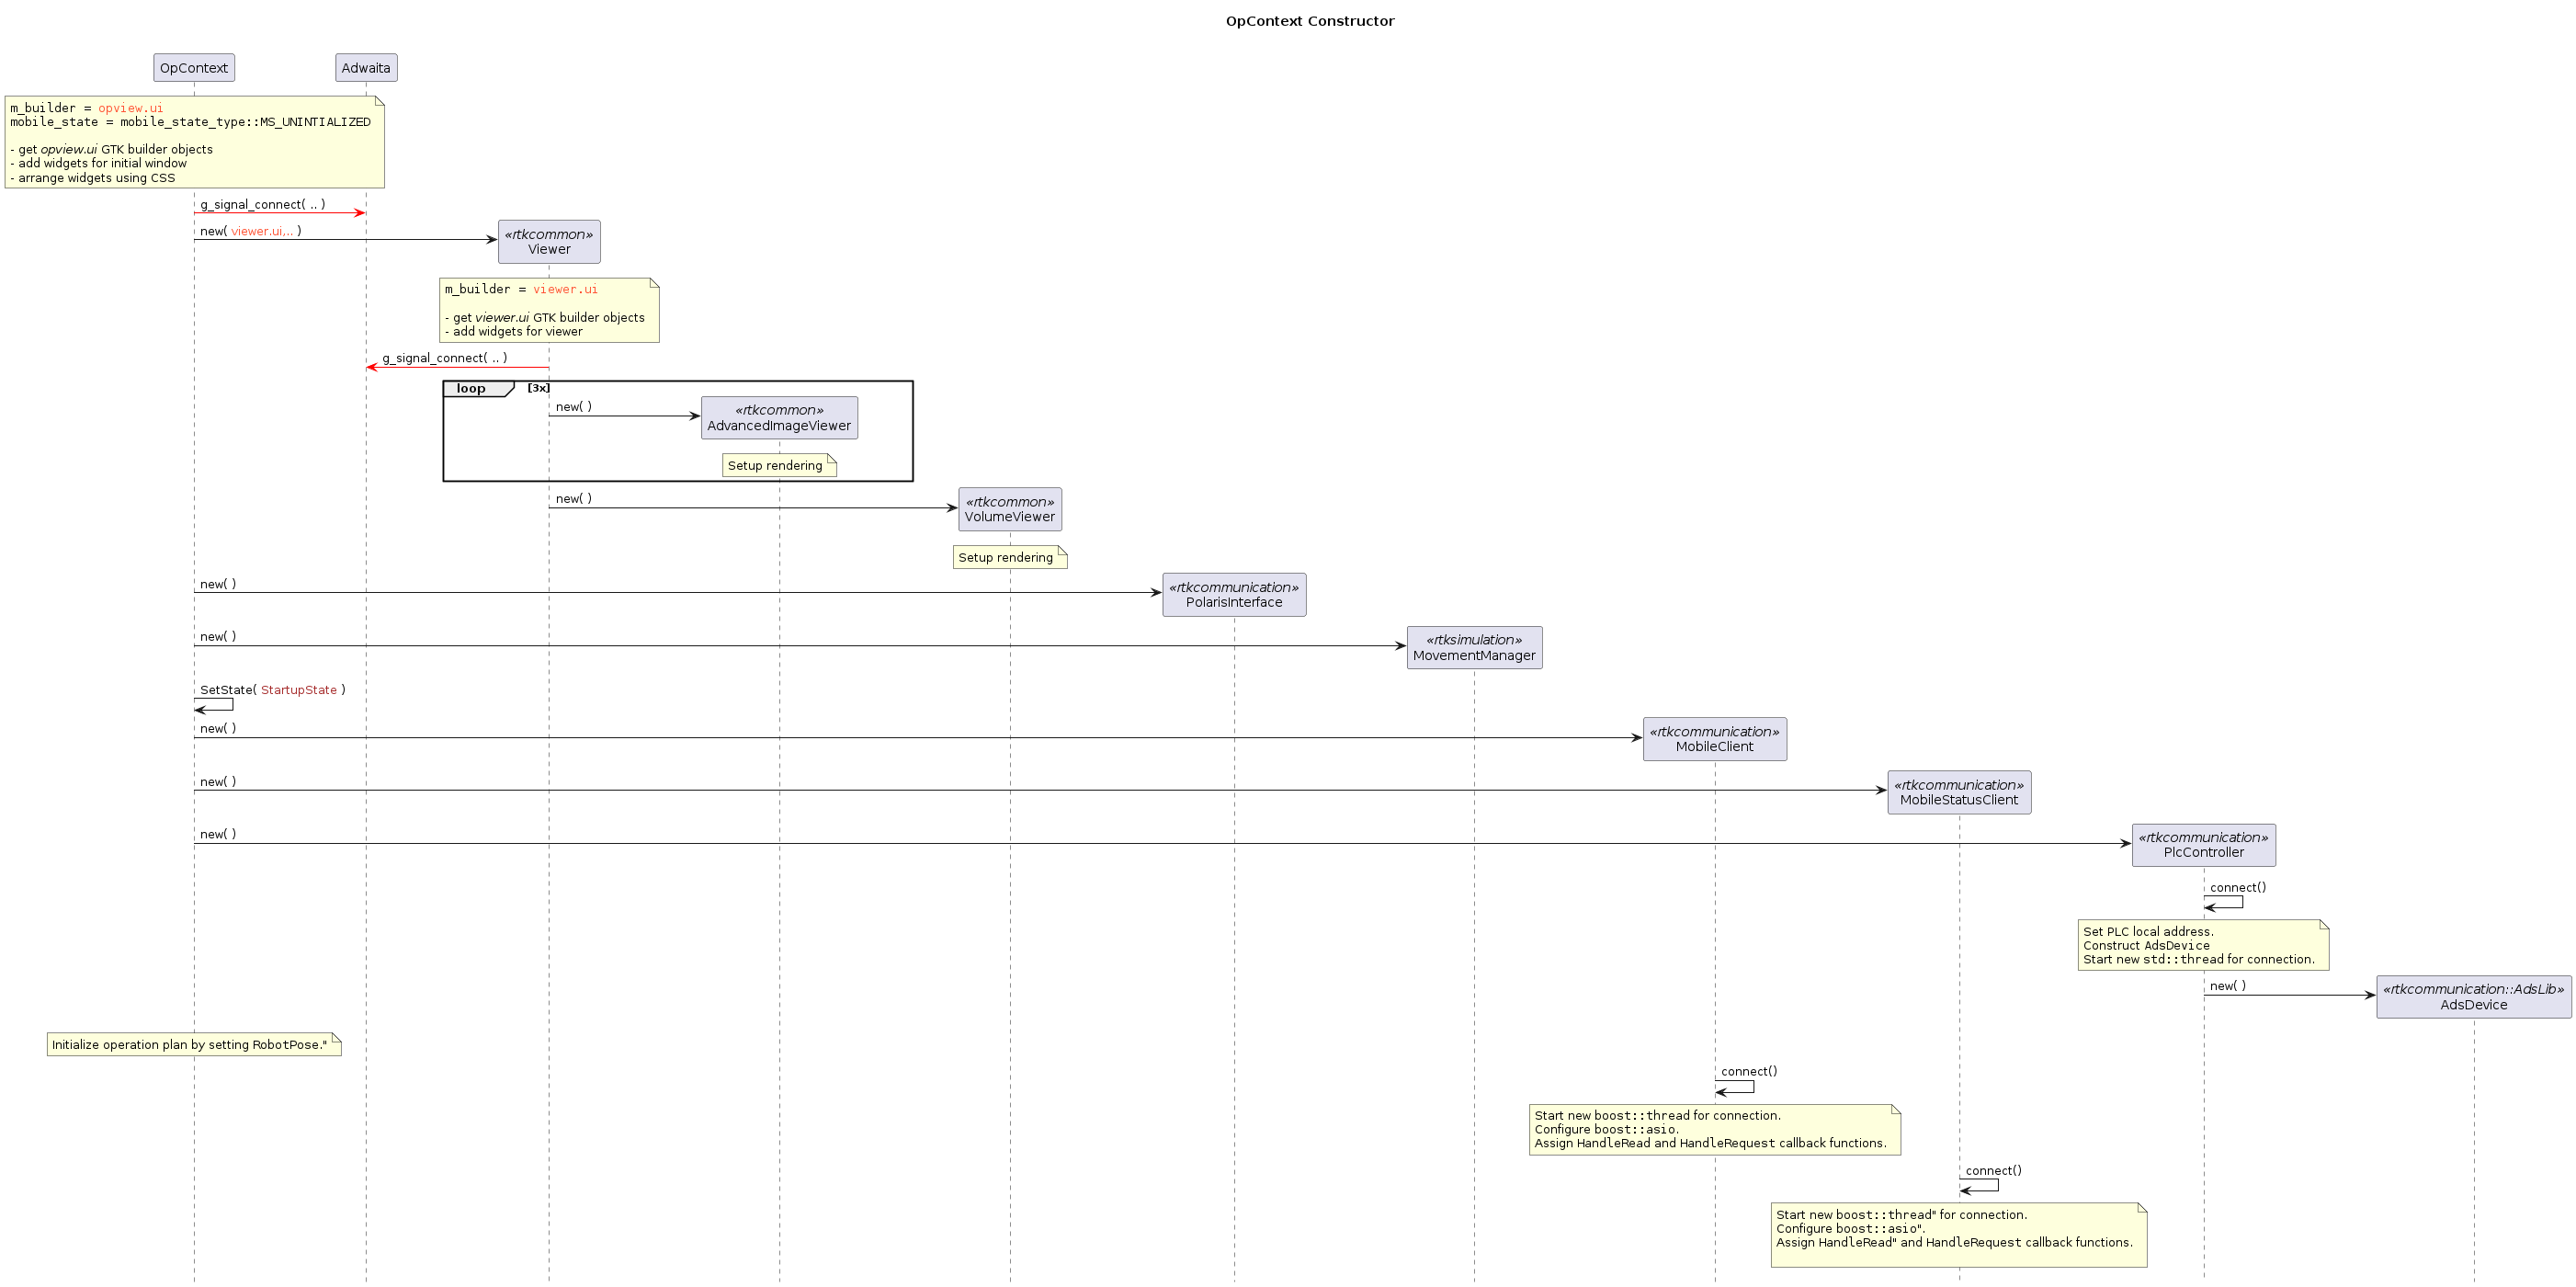 OpContext Constructor
OpContext
Adwaita
m_builder = opview.ui
mobile_state = mobile_state_type::MS_UNINTIALIZED
- get opview.ui GTK builder objects
- add widgets for initial window
- arrange widgets using CSS
g_signal_connect( .. )
new( viewer.ui,.. )
«rtkcommon»
Viewer
m_builder = viewer.ui
- get viewer.ui GTK builder objects
- add widgets for viewer
g_signal_connect( .. )
loop [3x]
new( )
«rtkcommon»
AdvancedImageViewer
Setup rendering
new( )
«rtkcommon»
VolumeViewer
Setup rendering
new( )
«rtkcommunication»
PolarisInterface
new( )
«rtksimulation»
MovementManager
SetState( StartupState )
new( )
«rtkcommunication»
MobileClient
new( )
«rtkcommunication»
MobileStatusClient
new( )
«rtkcommunication»
PlcController
connect()
Set PLC local address.
Construct AdsDevice
Start new std::thread for connection.
new( )
«rtkcommunication::AdsLib»
AdsDevice
Initialize operation plan by setting RobotPose."
connect()
Start new boost::thread for connection.
Configure boost::asio.
Assign HandleRead and HandleRequest callback functions.
connect()
Start new boost::thread" for connection.
Configure boost::asio".
Assign HandleRead" and HandleRequest callback functions.